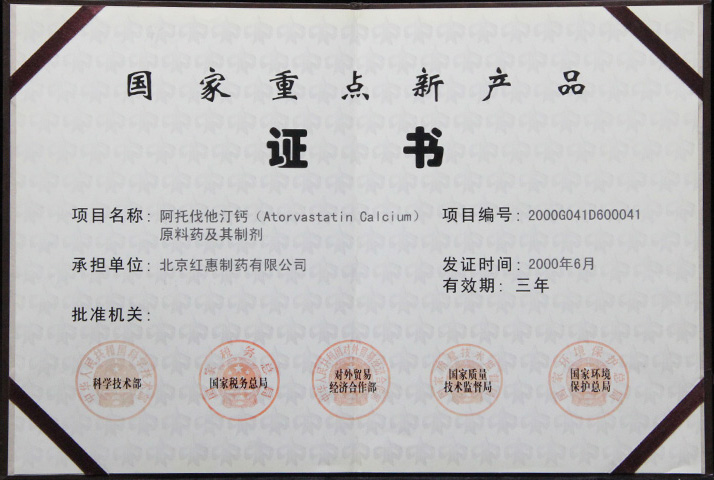 国家重点新产品
证书
项目名称：阿托伐他汀钙（Atorvastatin Calcium）
原料药及其制剂
项目编号：2000G041D600041
承担单位：北京红惠制药有限公司
发证时间：2000年6月
有效期：三年
批准机关：
科学技术部
国家税务总局
对外贸易
经济合作部
国家质量
技术监督局
国家环境
保护总局